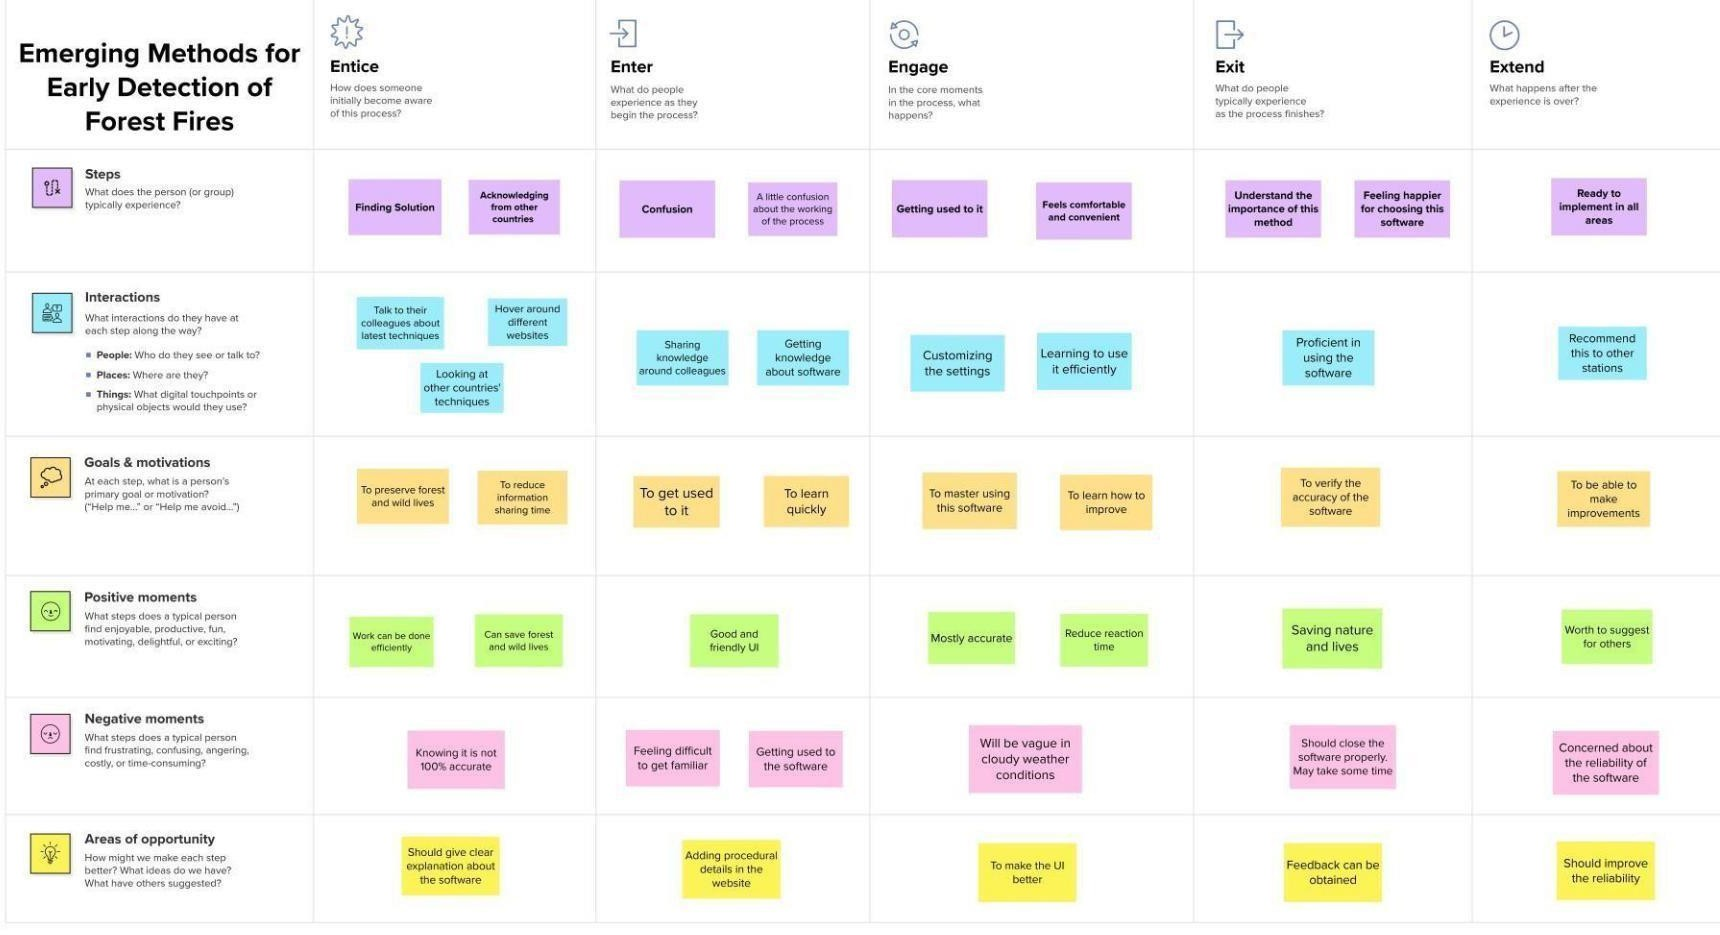 Emerging Methods for
Early Detection of
Forest Fires
Entice
How does someone
initially become aware
of this process?
Enter
What do people
experience as they
begin the process?
Engage
In the core moments
in the process, what
happens?
Exit
What do people
typically experience
as the process finishes?
Extend
What happens after the
experience is over?
Steps
What does the person (or group)
typically experience?
Finding Solution
Acknowledging
from other
countries
Confusion
A little confusion
about the working
of the process
Getting used to it
Feels comfortable
and convenient
Understand the
importance of this
method
Feeling happier
for choosing this
software
Ready to
implement in all
areas
Interactions
What interactions do they have at
each step along the way?
People: Who do they see or talk to?
Places: Where are they?
Things: What digital touchpoints or
physical objects would they use?
Talk to their
colleagues about
latest techniques
Hover around
different
websites
Looking at
other countries'
techniques
Sharing
knowledge
around colleagues
Getting
knowledge
about software
Customizing
the settings
Learning to use
it efficiently
Proficient in
using the
software
Recommend
this to other
stations
Goals & motivations
At each step, what is a person's
primary goal or motivation?
("Help me..." or "Help me avoid...")
To preserve forest
and wild lives
To reduce
information
sharing time
To get used
to it
To learn
quickly
To master using
this software
To learn how to
improve
To verify the
accuracy of the
software
To be able to
make
improvements
Positive moments
What steps does a typical person
find enjoyable, productive, fun,
motivating, delightful, or exciting?
Work can be done
efficiently
Can save forest
and wild lives
Good and
friendly UI
Mostly accurate
Reduce reaction
time
Saving nature
and lives
Worth to suggest
for others
Negative moments
What steps does a typical person
find frustrating, confusing, angering,
costly, or time-consuming?
Knowing it is not
100% accurate
Feeling difficult
to get familiar
Getting used to
the software
Will be vague in
cloudy weather
conditions
Should close the
software properly.
May take some time
Concerned about
the reliability of
the software
Areas of opportunity
How might we make each step
better? What ideas do we have?
What have others suggested?
Should give clear
explanation about
the software
Adding procedural
details in the
website
To make the UI
better
Feedback can be
obtained
Should improve
the reliability